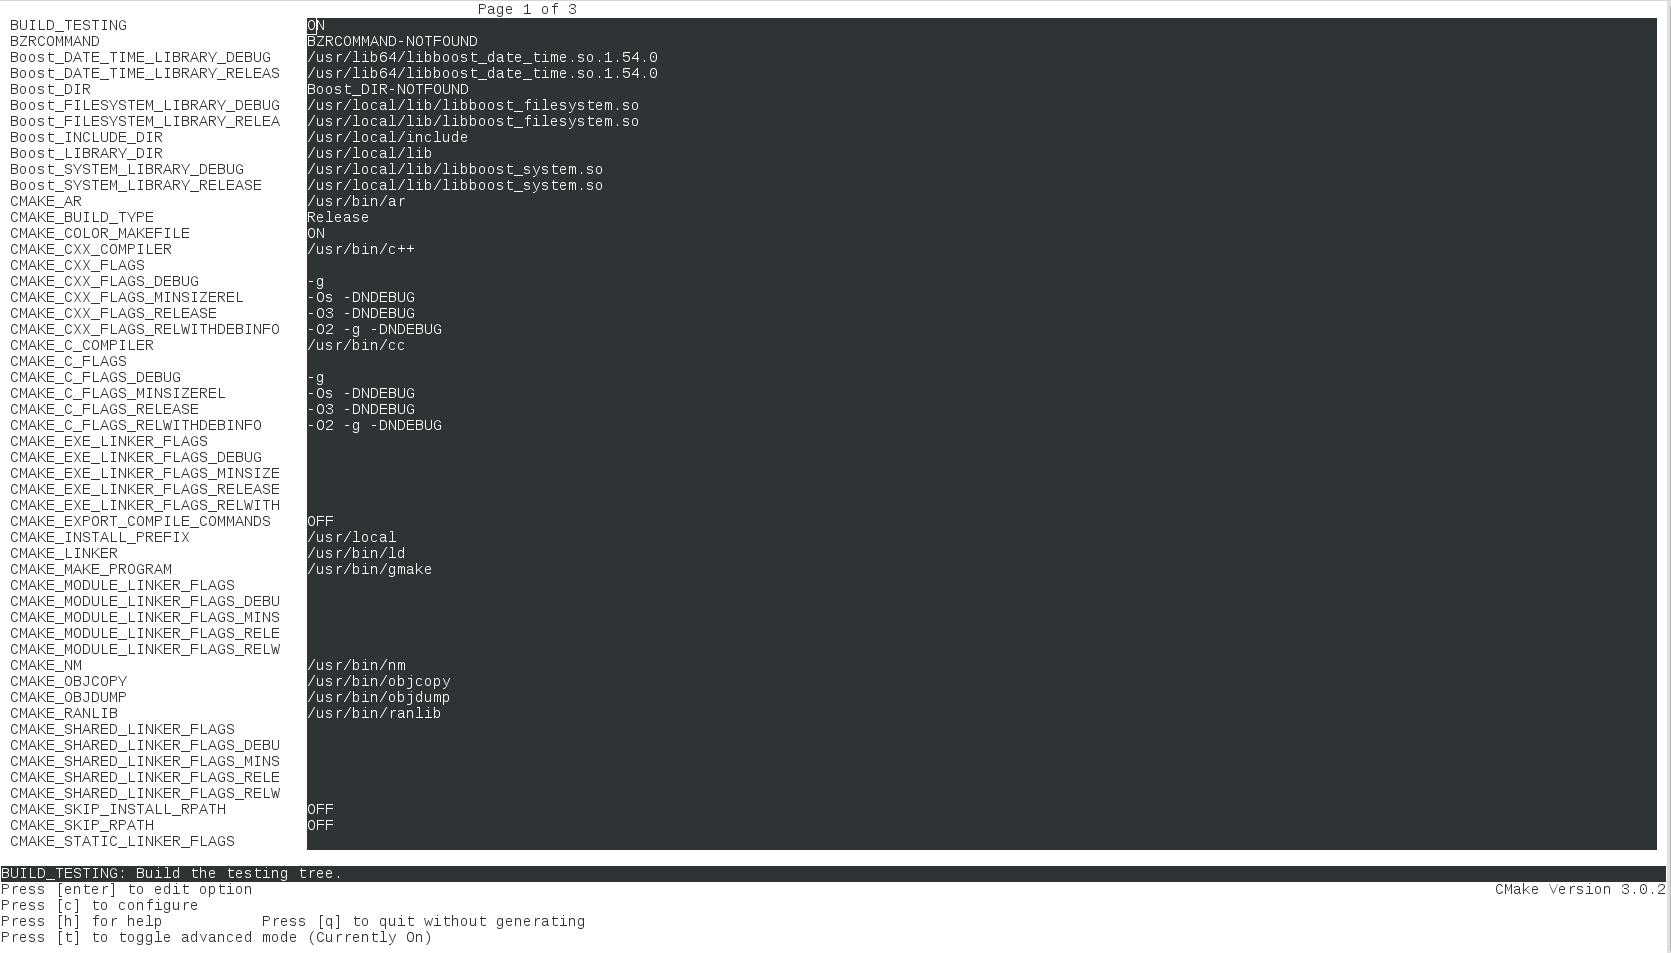 Page 1 of 3
BUILD_TESTING ON
BZRCOMMAND BZRCOMMAND-NOTFOUND
Boost_DATE_TIME_LIBRARY_DEBUG /usr/lib64/libboost_date_time.so.1.54.0
Boost_DATE_TIME_LIBRARY_RELEAS /usr/lib64/libboost_date_time.so.1.54.0
Boost_DIR Boost_DIR-NOTFOUND
Boost_FILESYSTEM_LIBRARY_DEBUG /usr/local/lib/libboost_filesystem.so
Boost_FILESYSTEM_LIBRARY_RELEA /usr/local/lib/libboost_filesystem.so
Boost_INCLUDE_DIR /usr/local/include
Boost_LIBRARY_DIR /usr/local/lib
Boost_SYSTEM_LIBRARY_DEBUG /usr/local/lib/libboost_system.so
Boost_SYSTEM_LIBRARY_RELEASE /usr/local/lib/libboost_system.so
CMAKE_AR /usr/bin/ar
CMAKE_BUILD_TYPE Release
CMAKE_COLOR_MAKEFILE ON
CMAKE_CXX_COMPILER /usr/bin/c++
CMAKE_CXX_FLAGS
CMAKE_CXX_FLAGS_DEBUG -g
CMAKE_CXX_FLAGS_MINSIZEREL -Os -DNDEBUG
CMAKE_CXX_FLAGS_RELEASE -O3 -DNDEBUG
CMAKE_CXX_FLAGS_RELWITHDEBINFO -O2 -g -DNDEBUG
CMAKE_C_COMPILER /usr/bin/cc
CMAKE_C_FLAGS
CMAKE_C_FLAGS_DEBUG -g
CMAKE_C_FLAGS_MINSIZEREL -Os -DNDEBUG
CMAKE_C_FLAGS_RELEASE -O3 -DNDEBUG
CMAKE_C_FLAGS_RELWITHDEBINFO -O2 -g -DNDEBUG
CMAKE_EXE_LINKER_FLAGS
CMAKE_EXE_LINKER_FLAGS_DEBUG
CMAKE_EXE_LINKER_FLAGS_MINSIZE
CMAKE_EXE_LINKER_FLAGS_RELEASE
CMAKE_EXE_LINKER_FLAGS_RELWITH
CMAKE_EXPORT_COMPILE_COMMANDS OFF
CMAKE_INSTALL_PREFIX /usr/local
CMAKE_LINKER /usr/bin/ld
CMAKE_MAKE_PROGRAM /usr/bin/gmake
CMAKE_MODULE_LINKER_FLAGS
CMAKE_MODULE_LINKER_FLAGS_DEBU
CMAKE_MODULE_LINKER_FLAGS_MINS
CMAKE_MODULE_LINKER_FLAGS_RELE
CMAKE_MODULE_LINKER_FLAGS_RELW
CMAKE_NM /usr/bin/nm
CMAKE_OBJCOPY /usr/bin/objcopy
CMAKE_OBJDUMP /usr/bin/objdump
CMAKE_RANLIB /usr/bin/ranlib
CMAKE_SHARED_LINKER_FLAGS
CMAKE_SHARED_LINKER_FLAGS_DEBU
CMAKE_SHARED_LINKER_FLAGS_MINS
CMAKE_SHARED_LINKER_FLAGS_RELE
CMAKE_SHARED_LINKER_FLAGS_RELW
CMAKE_SKIP_INSTALL_RPATH OFF
CMAKE_SKIP_RPATH OFF
CMAKE_STATIC_LINKER_FLAGS
BUILD_TESTING: Build the testing tree.
Press [enter] to edit option CMake Version 3.0.2
Press [c] to configure
Press [h] for help Press [q] to quit without generating
Press [t] to toggle advanced mode (Currently On)